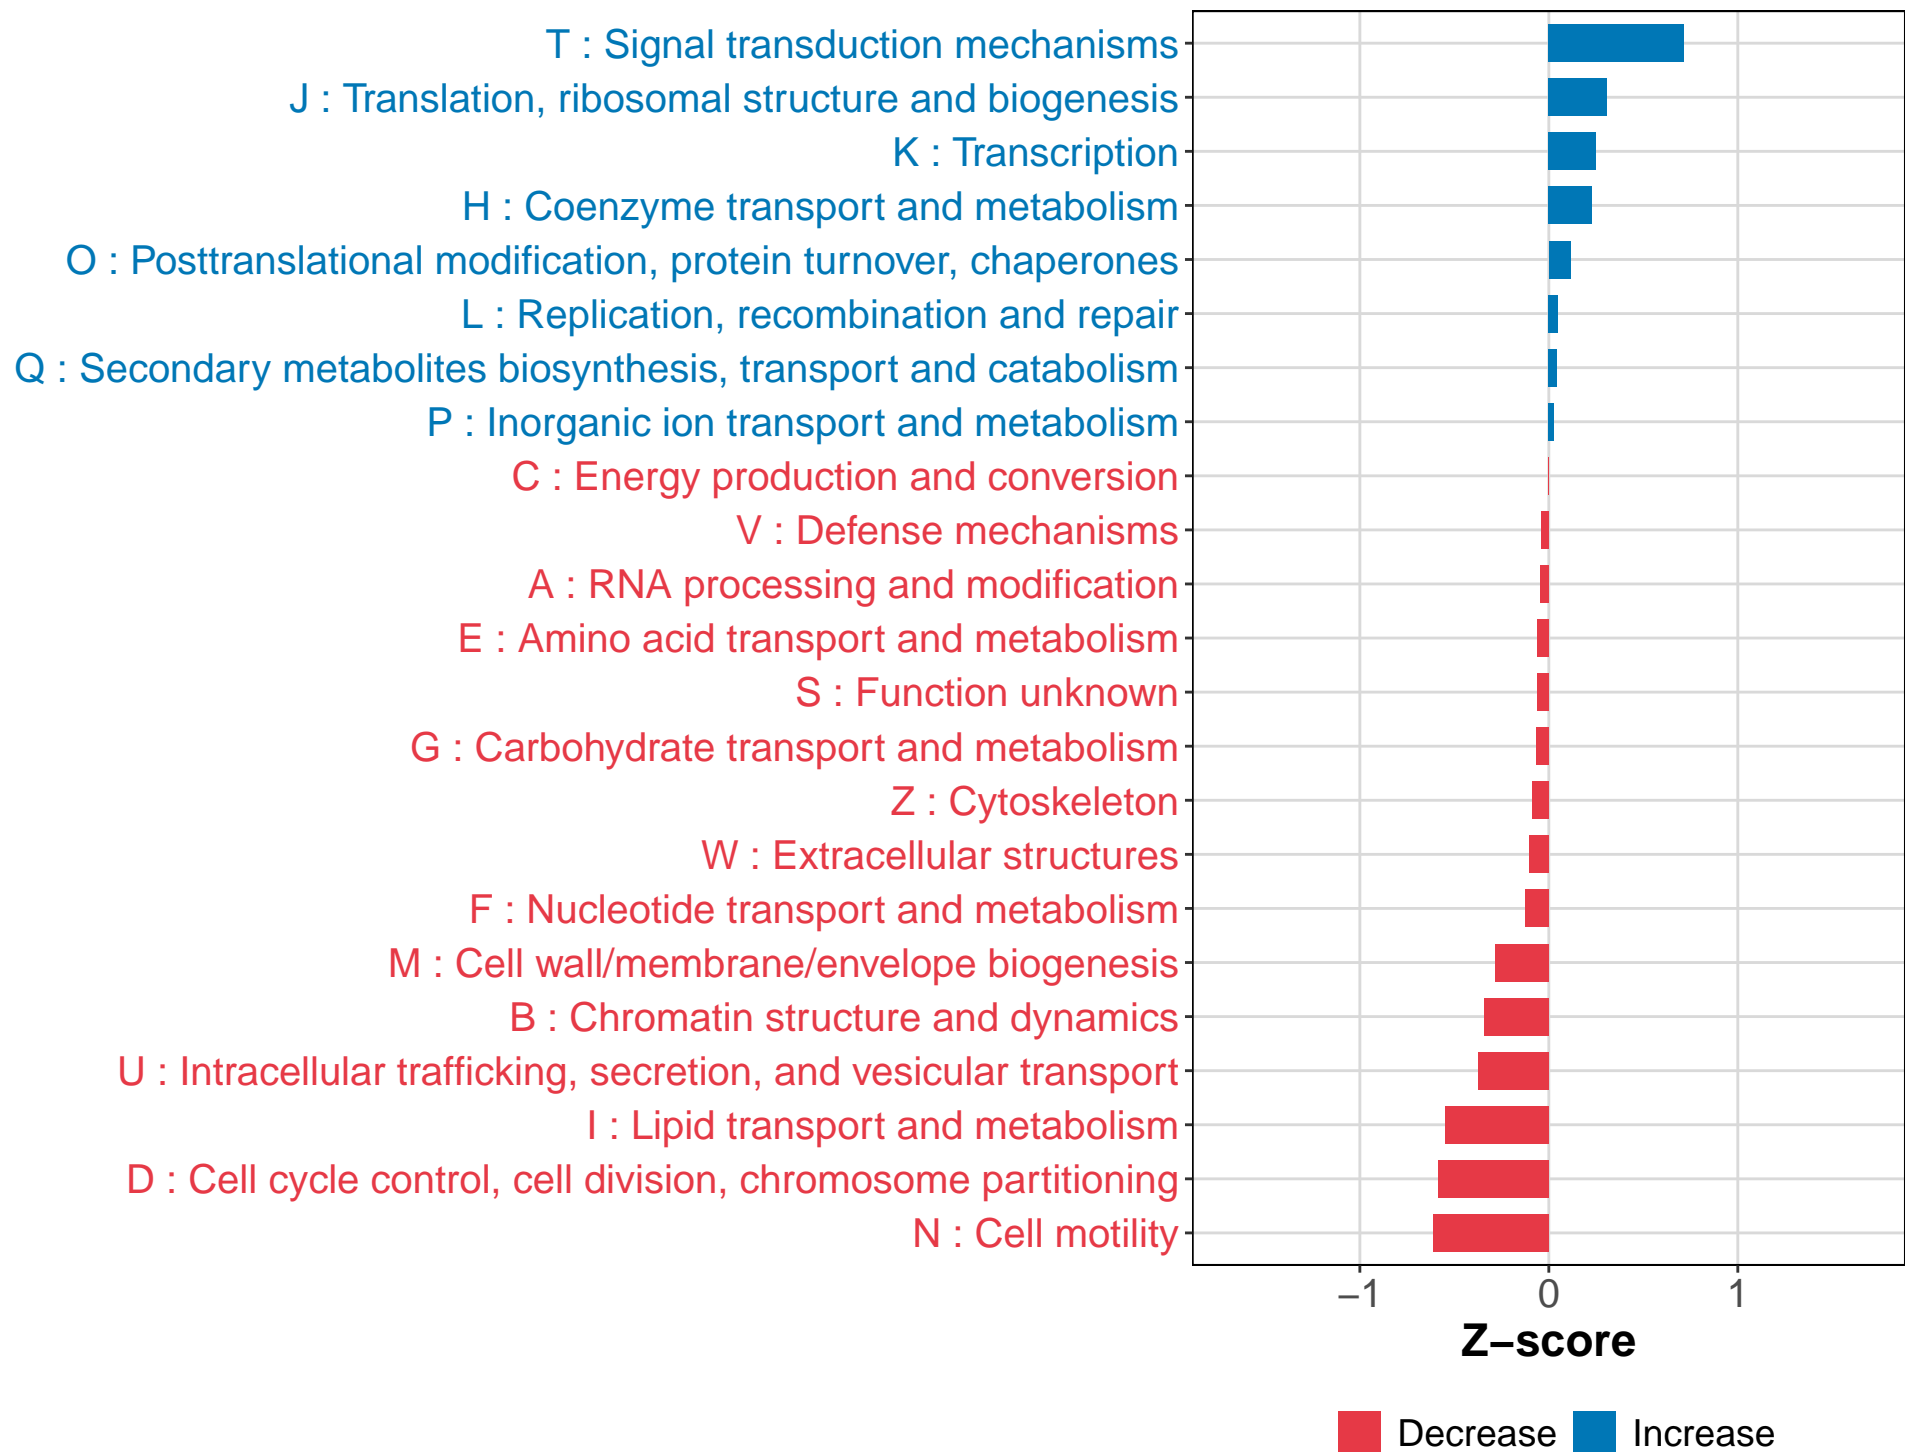 T : Signal transduction mechanisms
J : Translation, ribosomal structure and biogenesis
K : Transcription
H : Coenzyme transport and metabolism
O : Posttranslational modification, protein turnover, chaperones
L : Replication, recombination and repair
Q : Secondary metabolites biosynthesis, transport and catabolism
P : Inorganic ion transport and metabolism
C : Energy production and conversion
V : Defense mechanisms
A : RNA processing and modification
E : Amino acid transport and metabolism
S : Function unknown
G : Carbohydrate transport and metabolism
Z : Cytoskeleton
W : Extracellular structures
F : Nucleotide transport and metabolism
M : Cell wall/membrane/envelope biogenesis
B : Chromatin structure and dynamics
U : Intracellular trafficking, secretion, and vesicular transport
I : Lipid transport and metabolism
D : Cell cycle control, cell division, chromosome partitioning
N : Cell motility
−1 0 1
Z−score
Decrease Increase